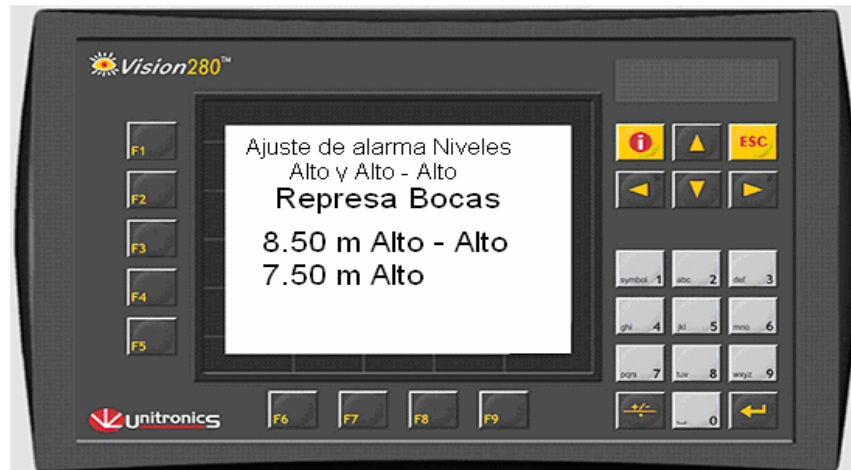 Vision280™
Ajuste de alarma Niveles
Alto y Alto - Alto
Represa Bocas
8.50 m Alto - Alto
7.50 m Alto
F1
F2
F3
F4
F5
F6
F7
F8
F9
unitronics
i
ESC
symbol 1
abc 2
def 3
ghi 4
jkl 5
mno 6
pqrs 7
tuv 8
wxyz 9
+/-
0